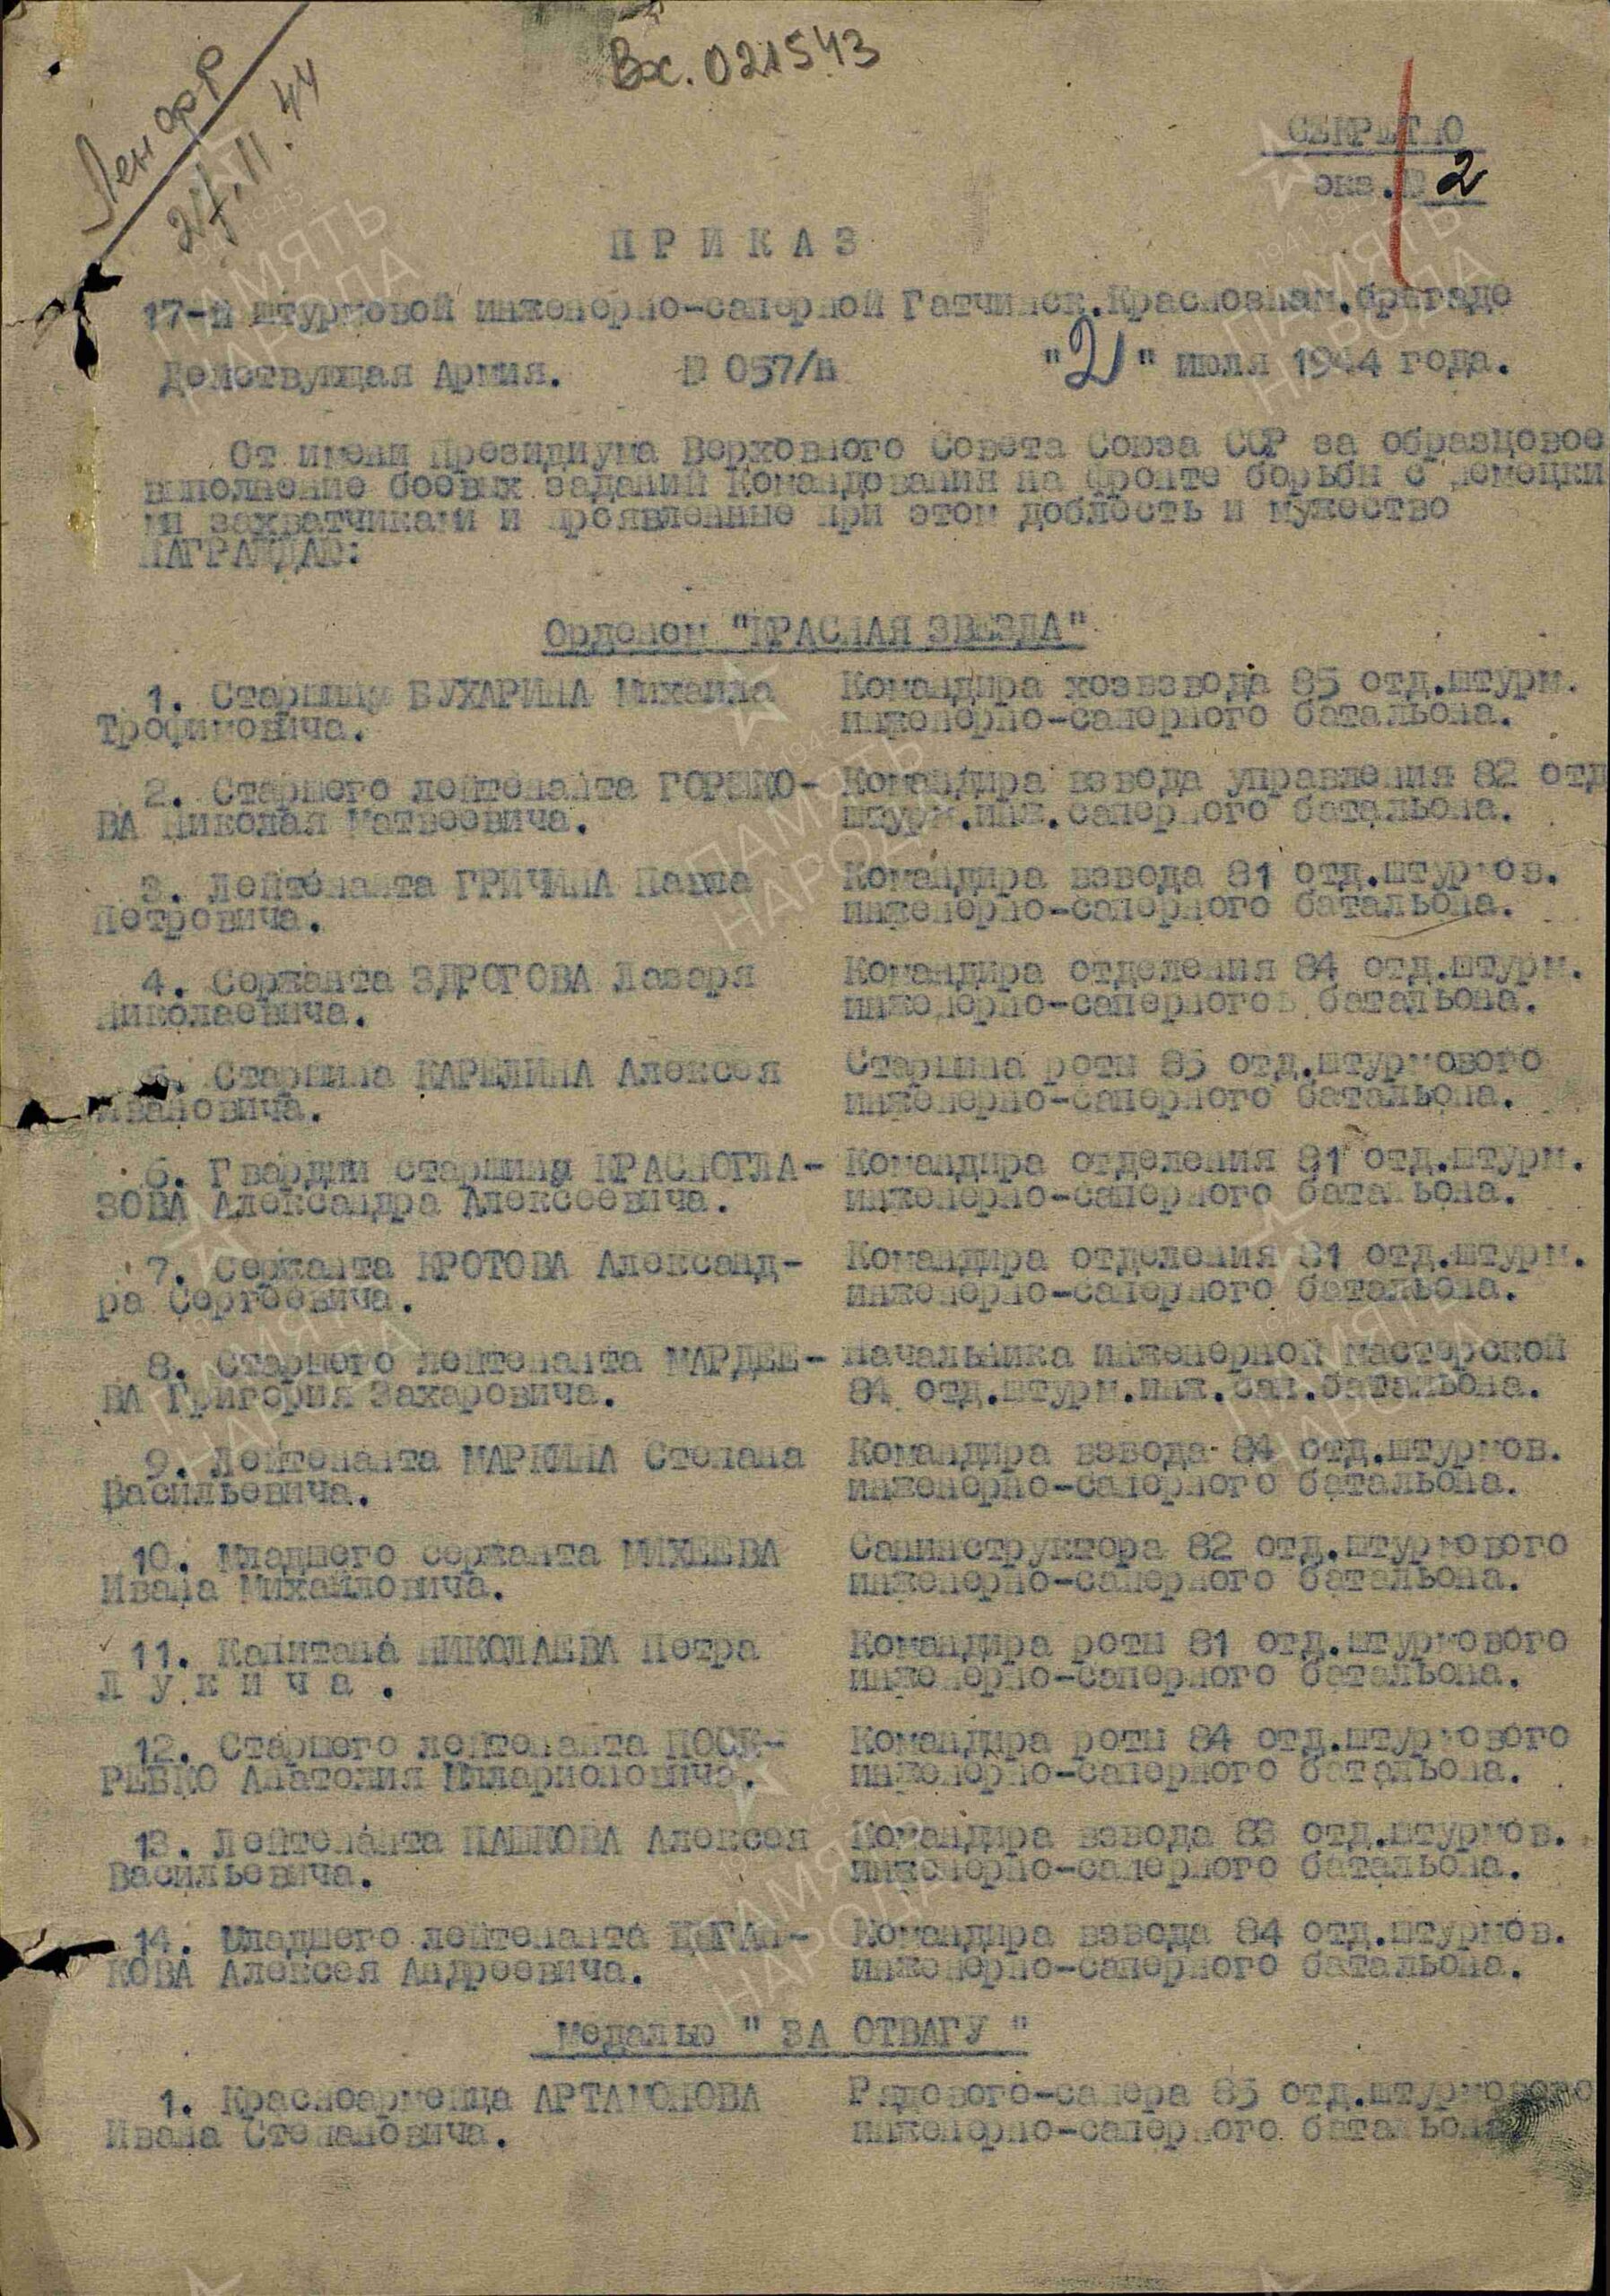 Вх. 021543
Лен фр
27.11.44
СЕКРЕТНО
экз.№ 2
ПРИКАЗ
17-й штурмовой инженерно-саперной Гатчинск.Краснознам.бригаде
Действующая Армия. № 057/н "2" июля 1944 года.
От имени Президиума Верховного Совета Союза ССР за образцовое
выполнение боевых заданий Командования на фронте борьбы с немецки
ми захватчиками и проявленные при этом доблесть и мужество
НАГРАЖДАЮ:
Орденом "КРАСНАЯ ЗВЕЗДА"
1. Старшину БУХАРИНА Михаила Командира хозвзвода 85 отд.штурм.
Трофимовича. инженерно-саперного батальона.
2. Старшего лейтенанта ГОРШКО- Командира взвода управления 82 отд
ВА Николая Матвеевича. штурм.инж.саперного батальона.
3. Лейтенанта ГРИЧИНА Павла Командира взвода 81 отд.штурмов.
Петровича. инженерно-саперного батальона.
4. Сержанта ЗДРОГОВА Лазаря Командира отделения 84 отд.штурм.
Николаевича. инженерно-саперного батальона.
5. Старшина КАРЕЛИНА Алексея Старшина роты 85 отд.штурмового
Ивановича. инженерно-саперного батальона.
6. Гвардии старшину КРАСНОГЛА- Командира отделения 81 отд.штурм.
ЗОВА Александра Алексеевича. инженерно-саперного батальона.
7. Сержанта КРОТОВА Александ- Командира отделения 81 отд.штурм.
ра Сергеевича. инженерно-саперного батальона.
8. Старшего лейтенанта МАРДЕЕ- Начальника инженерной мастерской
ВА Григория Захаровича. 84 отд.штурм.инж.сап.батальона.
9. Лейтенанта МАРКИНА Степана Командира взвода 84 отд.штурмов.
Васильевича. инженерно-саперного батальона.
10. Младшего сержанта МИХЕЕВА Санинструктора 82 отд.штурмового
Ивана Михайловича. инженерно-саперного батальона.
11. Капитана НИКОЛАЕВА Петра Командира роты 81 отд.штурмового
Лукича. инженерно-саперного батальона.
12. Старшего лейтенанта ПОСК- Командира роты 84 отд.штурмового
РЕБКО Анатолия Илларионовича. инженерно-саперного батальона.
13. Лейтенанта ПАШКОВА Алексея Командира взвода 83 отд.штурмов.
Васильевича. инженерно-саперного батальона.
14. Младшего лейтенанта ЦЫГАН- Командира взвода 84 отд.штурмов.
КОВА Алексея Андреевича. инженерно-саперного батальона.
Медалью "ЗА ОТВАГУ"
1. Красноармейца АРТАМОНОВА Рядового-сапера 85 отд.штурмового
Ивана Степановича. инженерно-саперного батальона